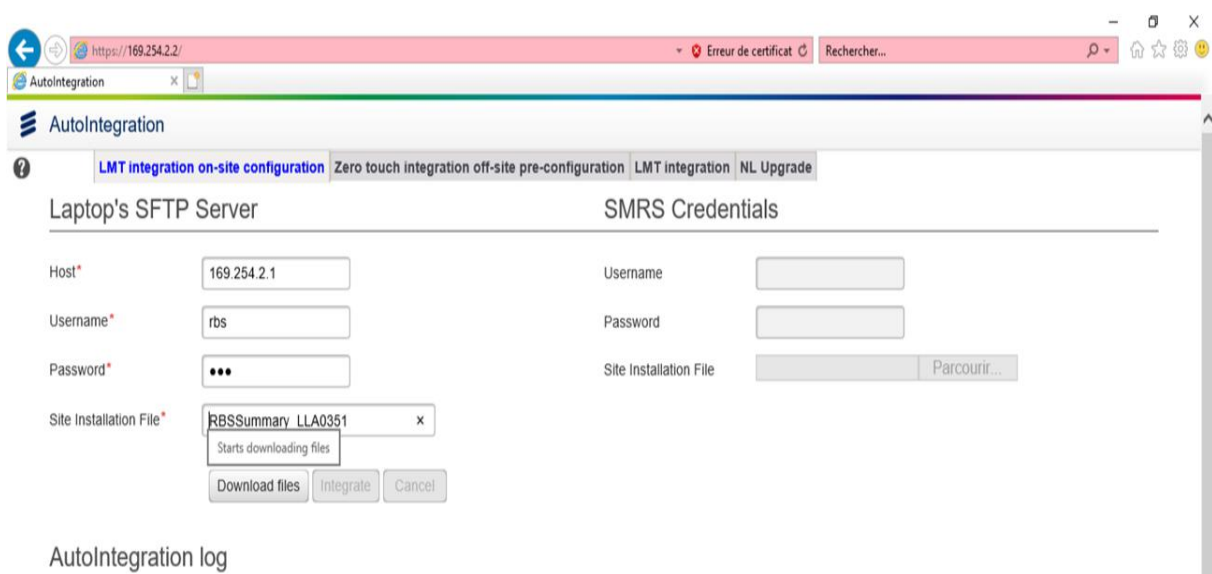 https://169.254.2.2/
Erreur de certificat
Rechercher...
AutoIntegration
AutoIntegration
LMT integration on-site configuration Zero touch integration off-site pre-configuration LMT integration NL Upgrade
Laptop's SFTP Server
SMRS Credentials
Host* 169.254.2.1
Username
Username* rbs
Password
Password* •••
Site Installation File Parcourir...
Site Installation File* RBSSummary_LLA0351
Starts downloading files
Download files Integrate Cancel
AutoIntegration log